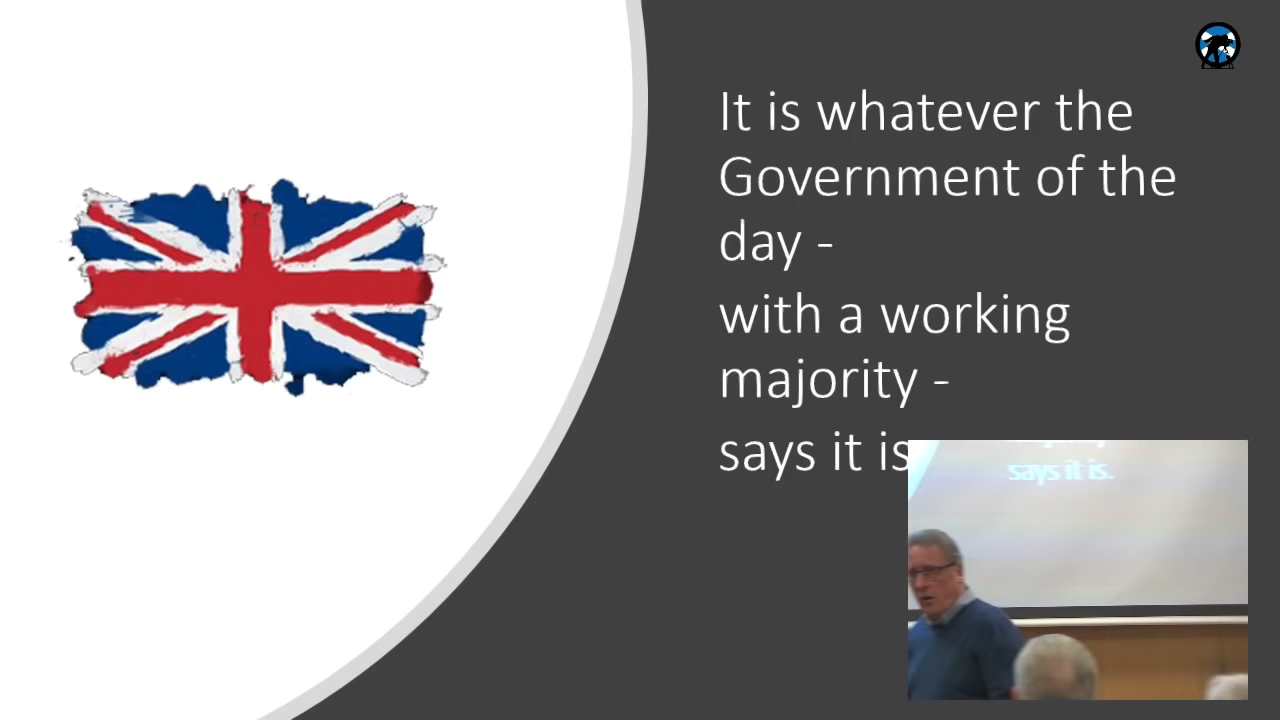 It is whatever the
Government of the
day -
with a working
majority -
says it is
says it is.